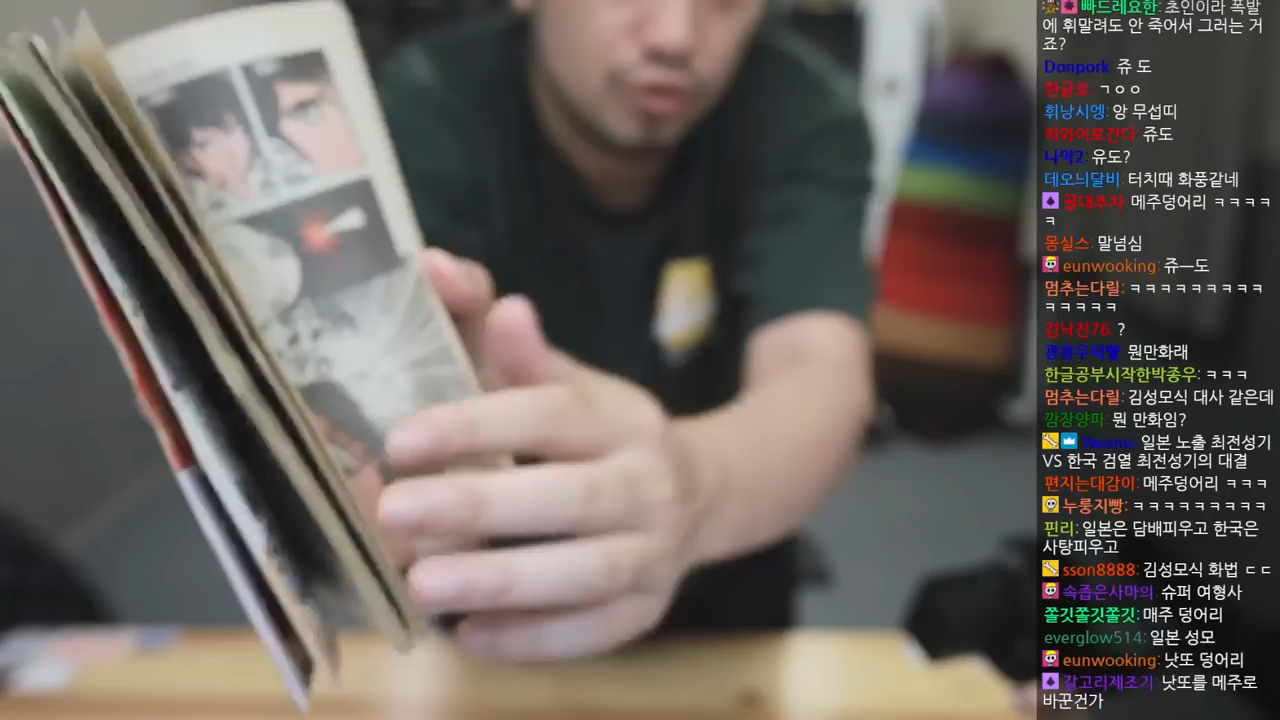 빠드레요한: 초인이라 폭발
에 휘말려도 안 죽어서 그러는 거
죠?
Donpork: 쥬 도
한글로: ㄱㅇㅇ
휘낭시엥: 앙 무섭띠
하와이로간다: 쥬도
나약2: 유도?
데오늬달비: 터치때 화풍같네
꼴대추자: 메주덩어리 ㅋㅋㅋㅋ
ㅋ
몽실스: 말넘심
eunwooking: 쥬—도
멈추는다릴: ㅋㅋㅋㅋㅋㅋㅋㅋㅋ
ㅋㅋㅋㅋㅋ
김낙진76: ?
뭔만화래
한글공부시작한박종우: ㅋㅋㅋ
멈추는다릴: 김성모식 대사 같은데
깜장양파: 뭔 만화임?
Yeomu: 일본 노출 최전성기
VS 한국 검열 최전성기의 대결
편지는대감이: 메주덩어리 ㅋㅋㅋ
누룽지빵: ㅋㅋㅋㅋㅋㅋㅋㅋㅋ
핀리: 일본은 담배피우고 한국은
사탕피우고
sson8888: 김성모식 화법 ㄷㄷ
속좁은사마의: 슈퍼 여형사
쫄깃쫄깃쫄깃: 매주 덩어리
everglow514: 일본 성모
eunwooking: 낫또 덩어리
갈고리제조기: 낫또를 메주로
바꾼건가